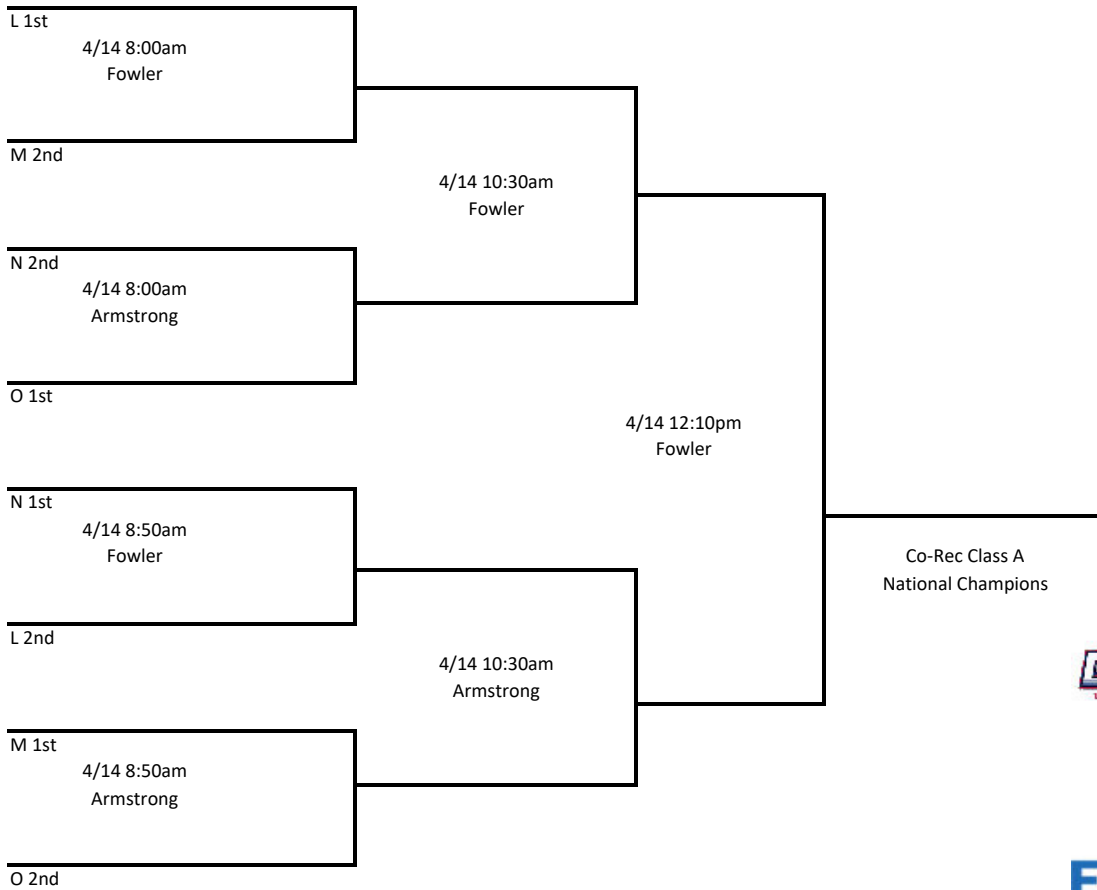 L 1st
4/14 8:00am
Fowler
M 2nd
4/14 10:30am
Fowler
N 2nd
4/14 8:00am
Armstrong
O 1st
4/14 12:10pm
Fowler
N 1st
4/14 8:50am
Fowler
Co-Rec Class A
National Champions
L 2nd
4/14 10:30am
Armstrong
M 1st
4/14 8:50am
Armstrong
O 2nd